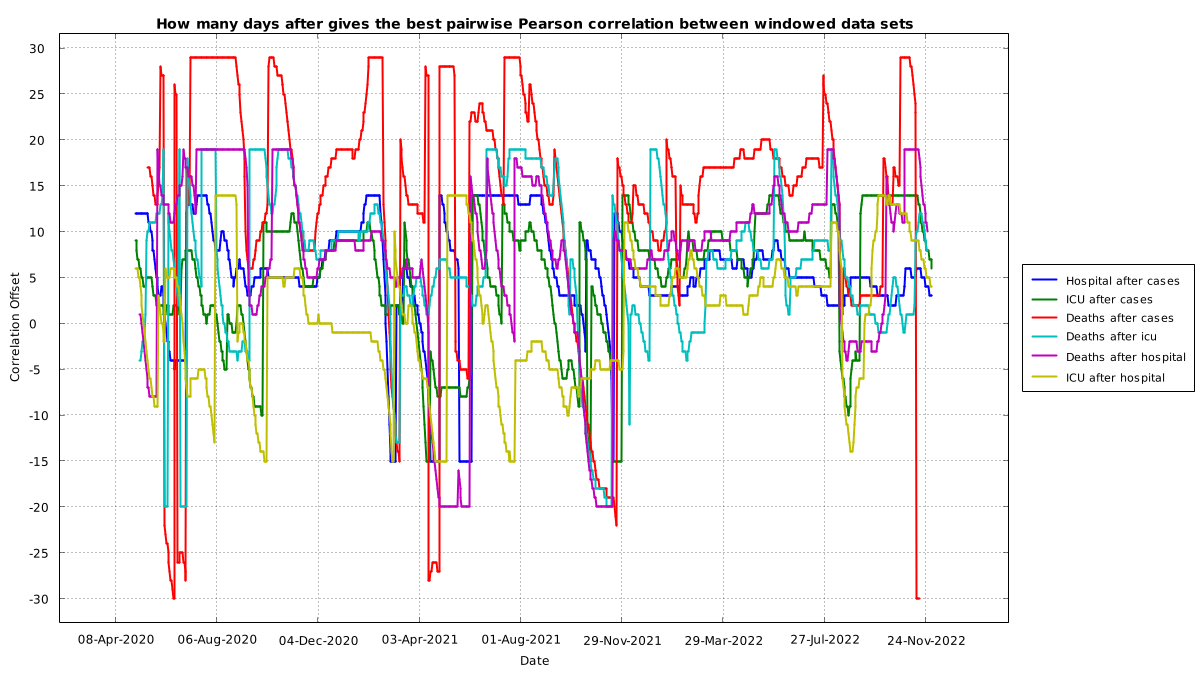 How many days after gives the best pairwise Pearson correlation between windowed data sets
30
25
20
15
10
5
0
-5
-10
-15
-20
-25
-30
Correlation Offset
08-Apr-2020
06-Aug-2020
04-Dec-2020
03-Apr-2021
01-Aug-2021
29-Nov-2021
29-Mar-2022
27-Jul-2022
24-Nov-2022
Date
Hospital after cases
ICU after cases
Deaths after cases
Deaths after icu
Deaths after hospital
ICU after hospital